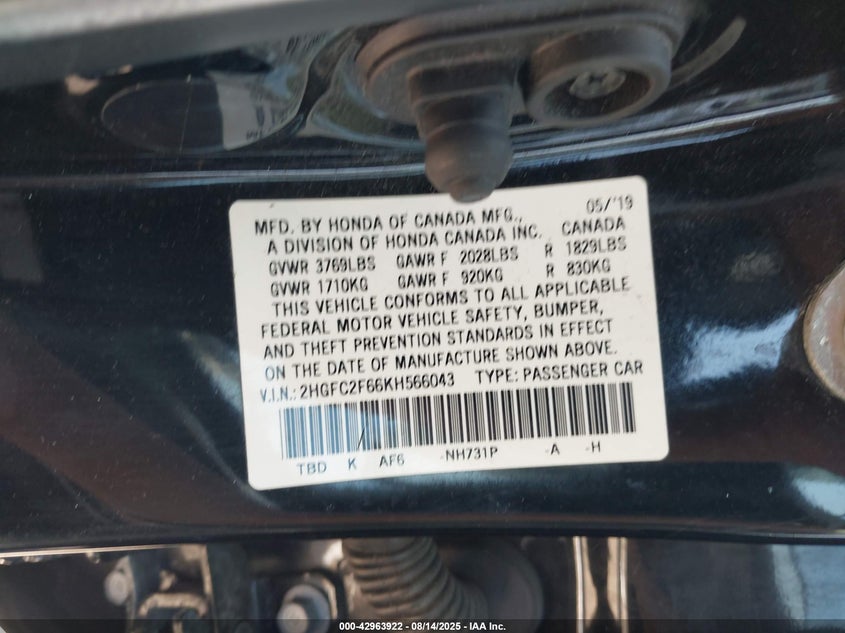 05/'19
MFD. BY HONDA OF CANADA MFG.,
A DIVISION OF HONDA CANADA INC. CANADA
GVWR 3769LBS GAWR F 2028LBS R 1829LBS
GVWR 1710KG GAWR F 920KG R 830KG
THIS VEHICLE CONFORMS TO ALL APPLICABLE
FEDERAL MOTOR VEHICLE SAFETY, BUMPER,
AND THEFT PREVENTION STANDARDS IN EFFECT
ON THE DATE OF MANUFACTURE SHOWN ABOVE.
V.I.N.: 2HGFC2F66KH566043 TYPE: PASSENGER CAR
TBD K AF6 -NH731P -A -H
000-42963922 - 08/14/2025 - IAA Inc.